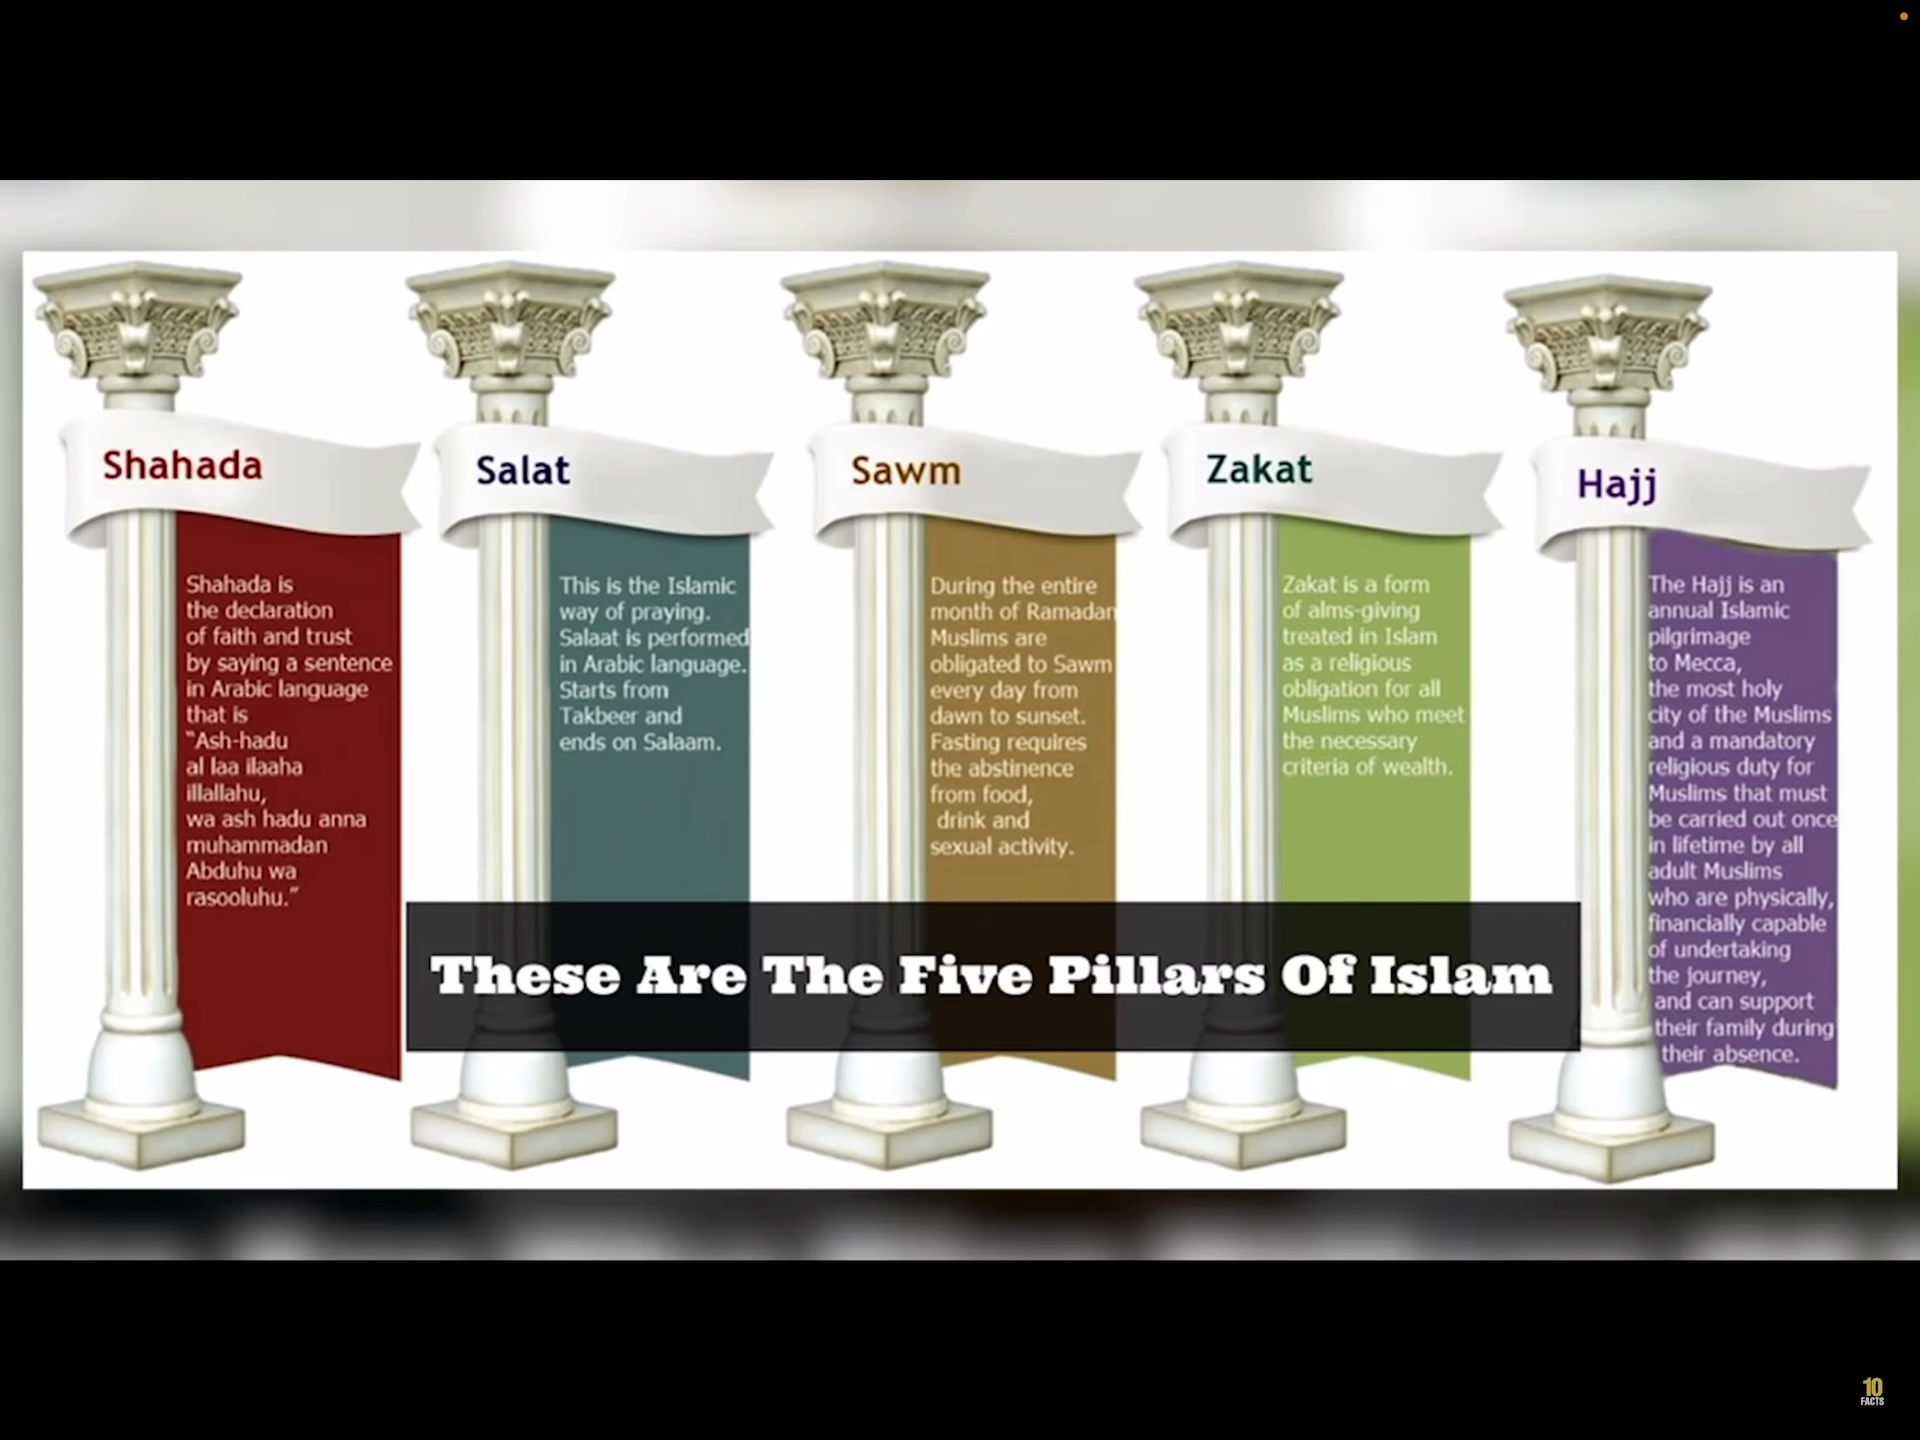 Shahada
Shahada is
the declaration
of faith and trust
by saying a sentence
in Arabic language
that is
“Ash-hadu
al laa ilaaha
illallahu,
wa ash hadu anna
muhammadan
Abduhu wa
rasooluhu.”
Salat
This is the Islamic
way of praying.
Salaat is performed
in Arabic language.
Starts from
Takbeer and
ends on Salaam.
Sawm
During the entire
month of Ramadan
Muslims are
obligated to Sawm
every day from
dawn to sunset.
Fasting requires
the abstinence
from food,
drink and
sexual activity.
Zakat
Zakat is a form
of alms-giving
treated in Islam
as a religious
obligation for all
Muslims who meet
the necessary
criteria of wealth.
Hajj
The Hajj is an
annual Islamic
pilgrimage
to Mecca,
the most holy
city of the Muslims
and a mandatory
religious duty for
Muslims that must
be carried out once
in lifetime by all
adult Muslims
who are physically,
financially capable
of undertaking
the journey,
and can support
their family during
their absence.
These Are The Five Pillars Of Islam
10
FACTS